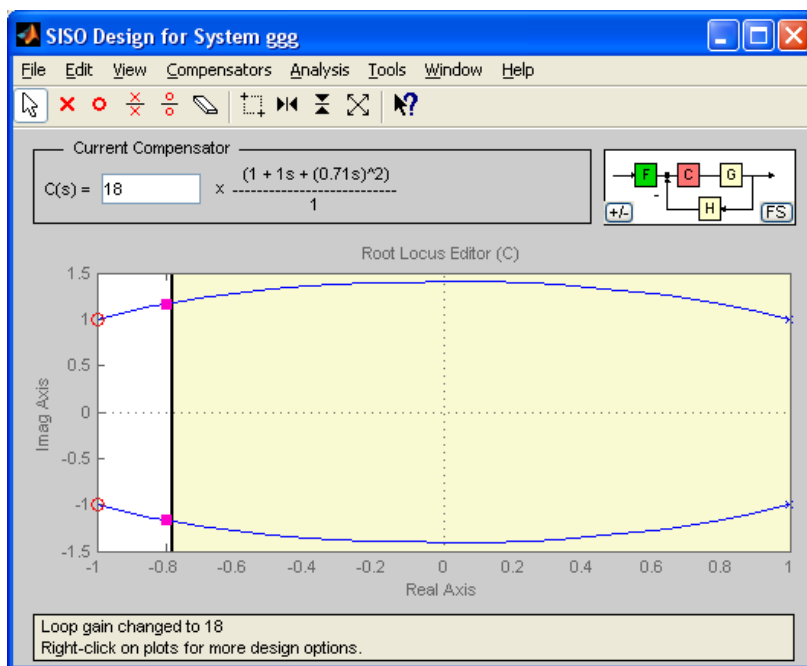 SISO Design for System ggg
File Edit View Compensators Analysis Tools Window Help
Current Compensator
C(s) = 18 x (1 + 1s + (0.71s)^2)
----------------------------
1
F C G
H
+/- FS
Root Locus Editor (C)
1.5
1
0.5
0
-0.5
-1
-1.5
Imag Axis
-1 -0.8 -0.6 -0.4 -0.2 0 0.2 0.4 0.6 0.8 1
Real Axis
Loop gain changed to 18
Right-click on plots for more design options.